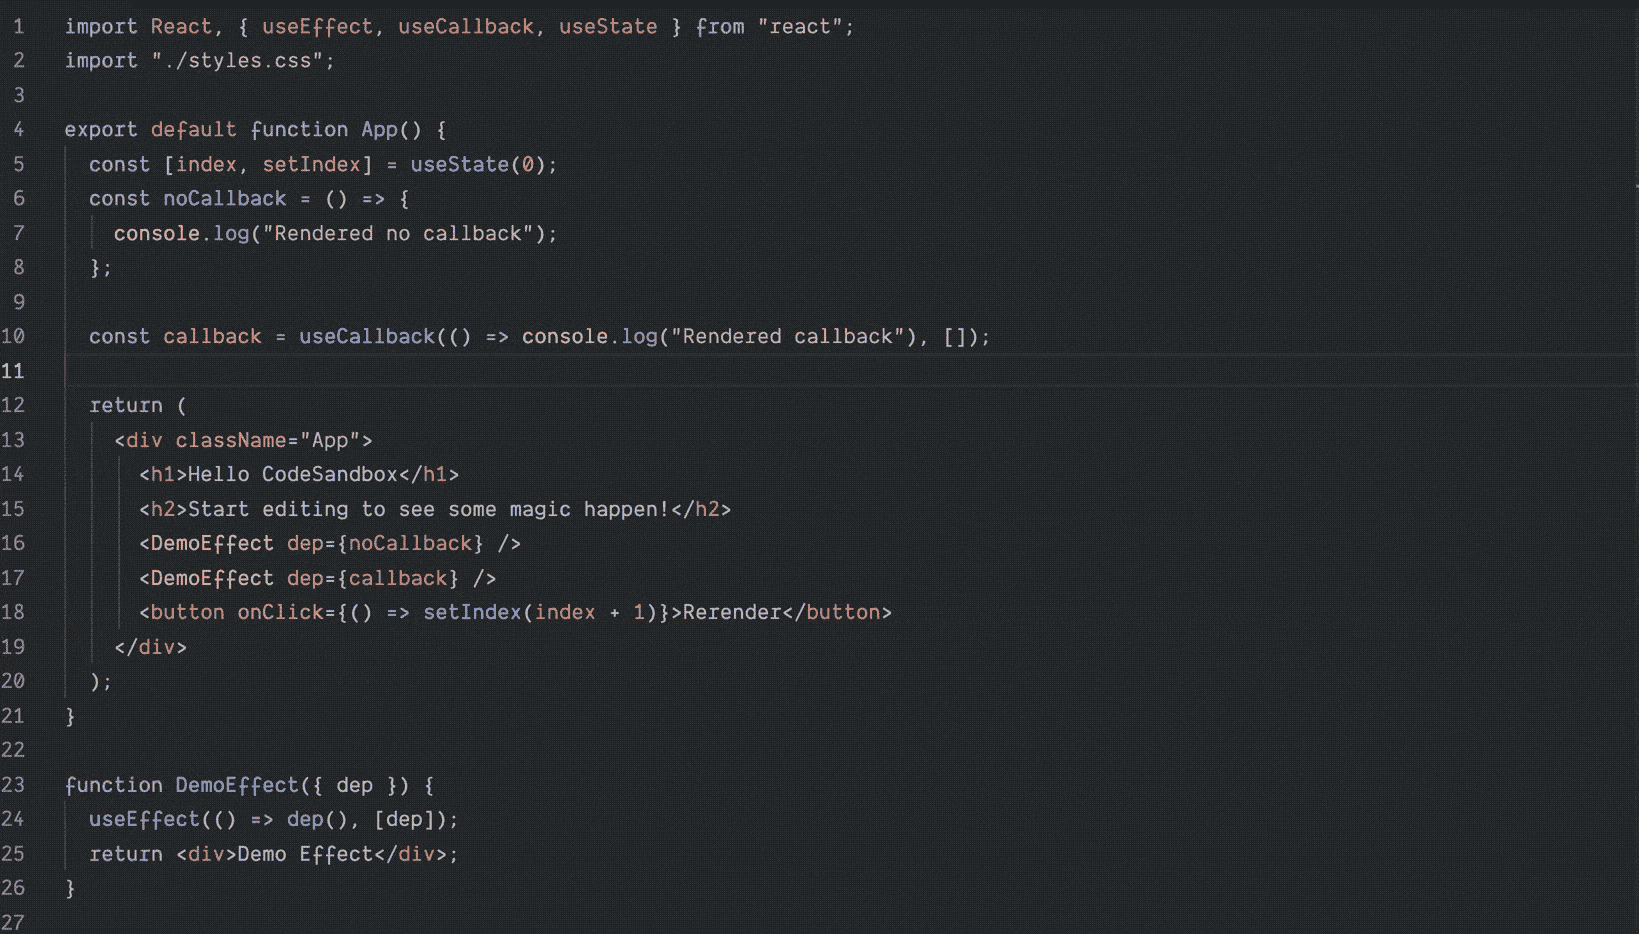 1 import React, { useEffect, useCallback, useState } from "react";
2 import "./styles.css";
3
4 export default function App() {
5   const [index, setIndex] = useState(0);
6   const noCallback = () => {
7     console.log("Rendered no callback");
8   };
9
10   const callback = useCallback(() => console.log("Rendered callback"), []);
11
12   return (
13     <div className="App">
14       <h1>Hello CodeSandbox</h1>
15       <h2>Start editing to see some magic happen!</h2>
16       <DemoEffect dep={noCallback} />
17       <DemoEffect dep={callback} />
18       <button onClick={() => setIndex(index + 1)}>Rerender</button>
19     </div>
20   );
21 }
22
23 function DemoEffect({ dep }) {
24   useEffect(() => dep(), [dep]);
25   return <div>Demo Effect</div>;
26 }
27